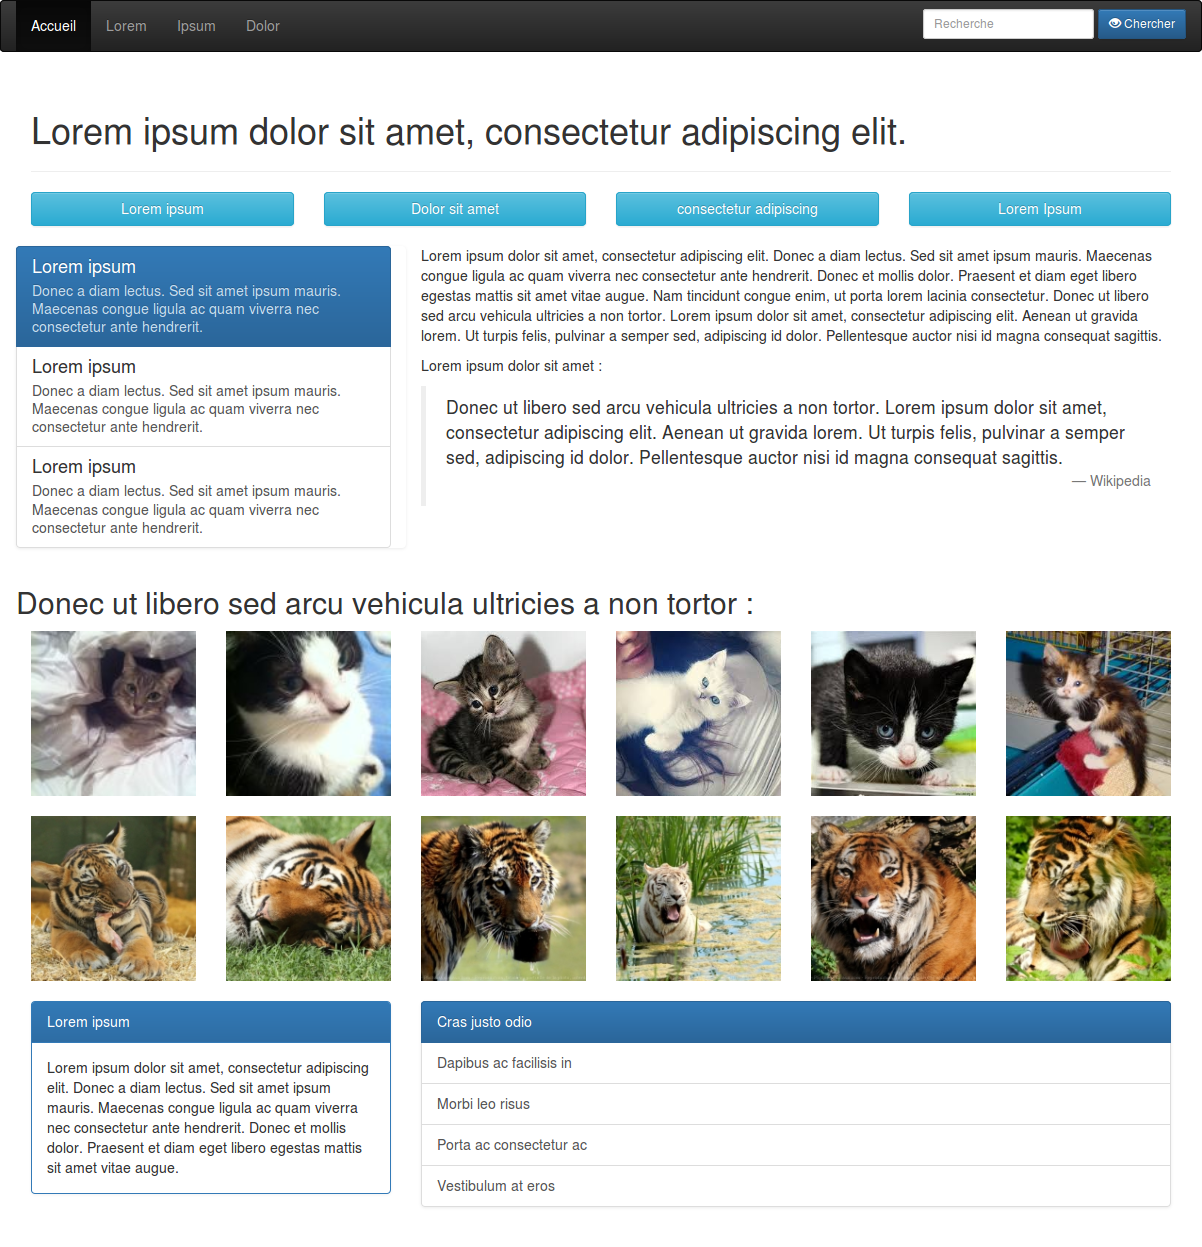 Accueil Lorem Ipsum Dolor Recherche Chercher
Lorem ipsum dolor sit amet, consectetur adipiscing elit.
Lorem ipsum Dolor sit amet consectetur adipiscing Lorem Ipsum
Lorem ipsum
Donec a diam lectus. Sed sit amet ipsum mauris.
Maecenas congue ligula ac quam viverra nec
consectetur ante hendrerit.
Lorem ipsum
Donec a diam lectus. Sed sit amet ipsum mauris.
Maecenas congue ligula ac quam viverra nec
consectetur ante hendrerit.
Lorem ipsum
Donec a diam lectus. Sed sit amet ipsum mauris.
Maecenas congue ligula ac quam viverra nec
consectetur ante hendrerit.
Lorem ipsum dolor sit amet, consectetur adipiscing elit. Donec a diam lectus. Sed sit amet ipsum mauris. Maecenas
congue ligula ac quam viverra nec consectetur ante hendrerit. Donec et mollis dolor. Praesent et diam eget libero
egestas mattis sit amet vitae augue. Nam tincidunt congue enim, ut porta lorem lacinia consectetur. Donec ut libero
sed arcu vehicula ultricies a non tortor. Lorem ipsum dolor sit amet, consectetur adipiscing elit. Aenean ut gravida
lorem. Ut turpis felis, pulvinar a semper sed, adipiscing id dolor. Pellentesque auctor nisi id magna consequat sagittis.
Lorem ipsum dolor sit amet :
Donec ut libero sed arcu vehicula ultricies a non tortor. Lorem ipsum dolor sit amet,
consectetur adipiscing elit. Aenean ut gravida lorem. Ut turpis felis, pulvinar a semper
sed, adipiscing id dolor. Pellentesque auctor nisi id magna consequat sagittis.
— Wikipedia
Donec ut libero sed arcu vehicula ultricies a non tortor :
Lorem ipsum
Lorem ipsum dolor sit amet, consectetur adipiscing
elit. Donec a diam lectus. Sed sit amet ipsum
mauris. Maecenas congue ligula ac quam viverra
nec consectetur ante hendrerit. Donec et mollis
dolor. Praesent et diam eget libero egestas mattis
sit amet vitae augue.
Cras justo odio
Dapibus ac facilisis in
Morbi leo risus
Porta ac consectetur ac
Vestibulum at eros